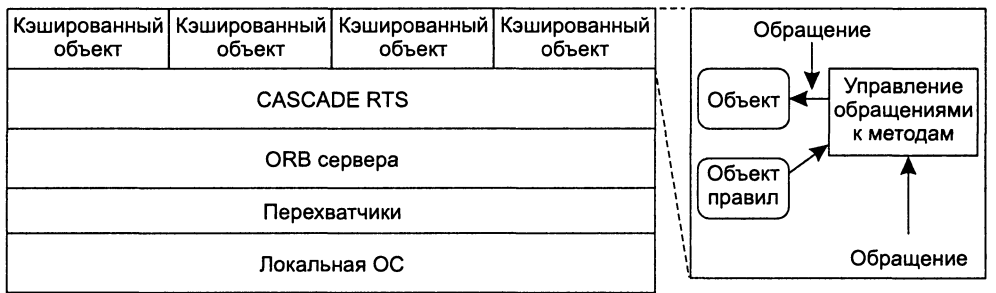 Кэшированный объект
Кэшированный объект
Кэшированный объект
Кэшированный объект
CASCADE RTS
ORB сервера
Перехватчики
Локальная ОС
Обращение
Объект
Управление
обращениями
к методам
Объект
правил
Обращение